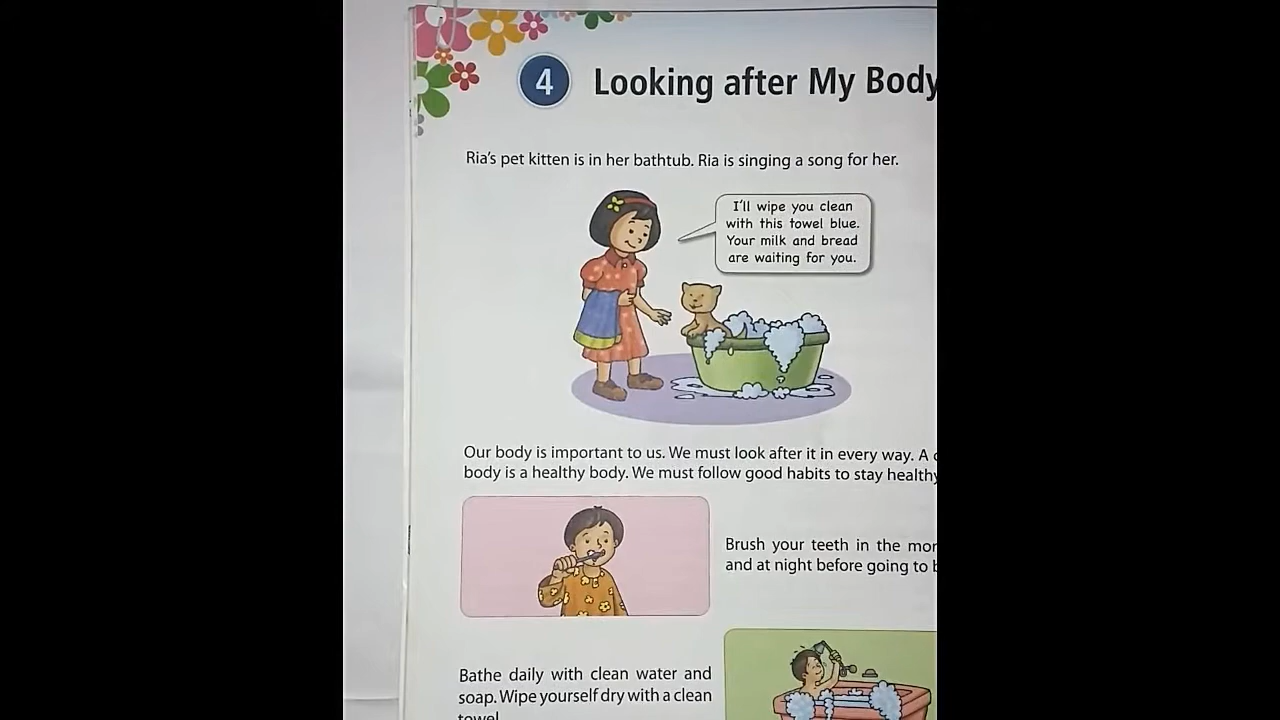 4 Looking after My Body
Ria's pet kitten is in her bathtub. Ria is singing a song for her.
I'll wipe you clean
with this towel blue.
Your milk and bread
are waiting for you.
Our body is important to us. We must look after it in every way. A
body is a healthy body. We must follow good habits to stay healthy
Brush your teeth in the
and at night before going to
Bathe daily with clean water and
soap. Wipe yourself dry with a clean
towel